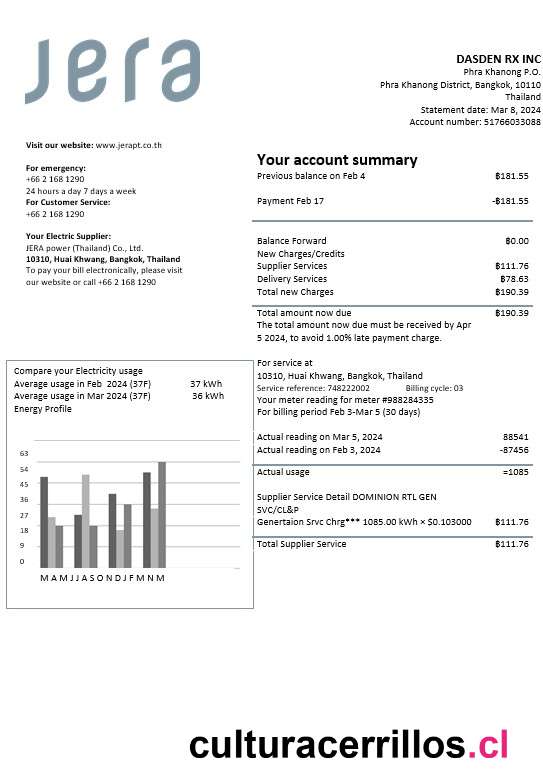 jera
DASDEN RX INC
Phra Khanong P.O.
Phra Khanong District, Bangkok, 10110
Thailand
Statement date: Mar 8, 2024
Account number: 51766033088
Visit our website: www.jerapt.co.th
For emergency:
+66 2 168 1290
24 hours a day 7 days a week
For Customer Service:
+66 2 168 1290
Your Electric Supplier:
JERA power (Thailand) Co., Ltd.
10310, Huai Khwang, Bangkok, Thailand
To pay your bill electronically, please visit
our website or call +66 2 168 1290
Your account summary
Previous balance on Feb 4 ฿181.55
Payment Feb 17 -฿181.55
Balance Forward ฿0.00
New Charges/Credits
Supplier Services ฿111.76
Delivery Services ฿78.63
Total new Charges ฿190.39
Total amount now due ฿190.39
The total amount now due must be received by Apr
5 2024, to avoid 1.00% late payment charge.
Compare your Electricity usage
Average usage in Feb 2024 (37F) 37 kWh
Average usage in Mar 2024 (37F) 36 kWh
Energy Profile
63
54
45
36
27
18
9
0
M A M J J A S O N D J F M N M
For service at
10310, Huai Khwang, Bangkok, Thailand
Service reference: 748222002 Billing cycle: 03
Your meter reading for meter #988284335
For billing period Feb 3-Mar 5 (30 days)
Actual reading on Mar 5, 2024 88541
Actual reading on Feb 3, 2024 -87456
Actual usage =1085
Supplier Service Detail DOMINION RTL GEN
SVC/CL&P
Genertaion Srvc Chrg*** 1085.00 kWh × $0.103000 ฿111.76
Total Supplier Service ฿111.76
culturacerrillos.cl